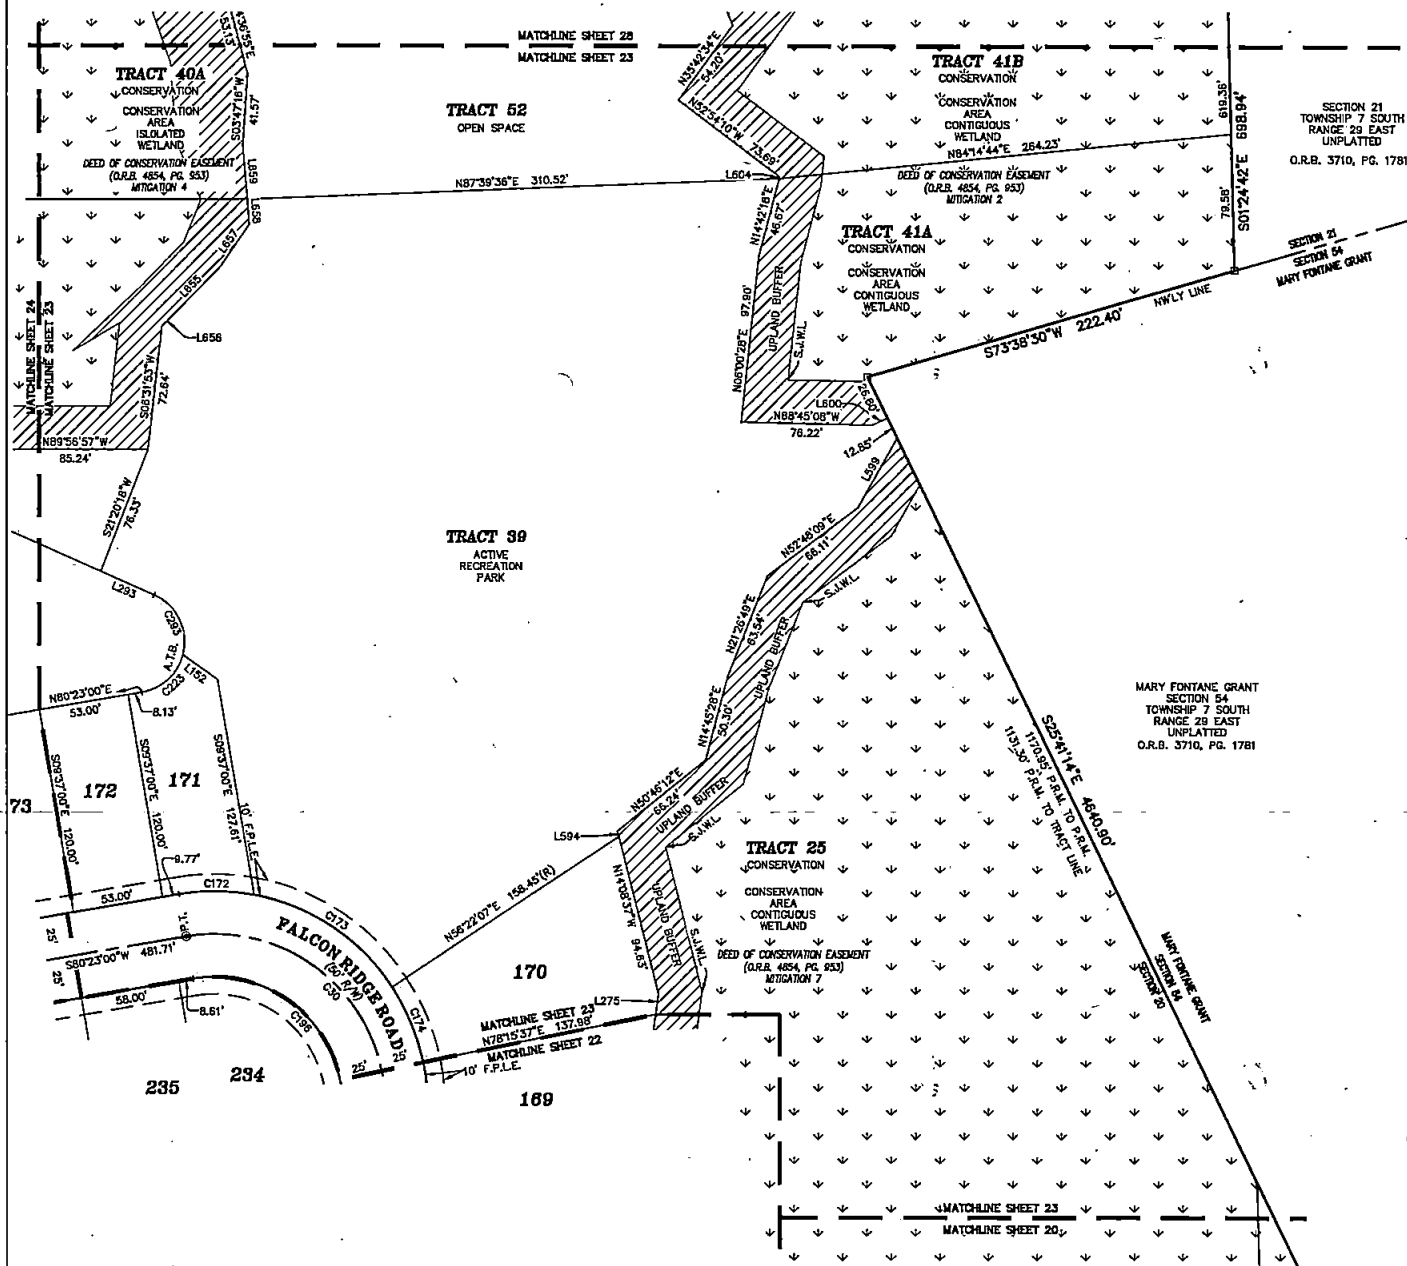 MATCHLINE SHEET 28
MATCHLINE SHEET 23
53.13'
TRACT 40A
CONSERVATION
CONSERVATION
AREA
ISLOLATED
WETLAND
DEED OF CONSERVATION EASEMENT
(O.R.B. 4854, PG. 953)
MITIGATION 4
S03°47'16"W
41.57'
L659
L658
L657
L655
L656
TRACT 52
OPEN SPACE
N87°39'36"E 310.52'
N35°42'34"E
54.20'
N52°54'10"W
73.69'
L604
TRACT 41B
CONSERVATION
CONSERVATION
AREA
CONTIGUOUS
WETLAND
N84°14'44"E 264.23'
DEED OF CONSERVATION EASEMENT
(O.R.B. 4854, PG. 953)
MITIGATION 2
619.36'
S01°24'42"E 698.94'
79.58'
SECTION 21
TOWNSHIP 7 SOUTH
RANGE 29 EAST
UNPLATTED
O.R.B. 3710, PG. 1781
TRACT 41A
CONSERVATION
CONSERVATION
AREA
CONTIGUOUS
WETLAND
N14°42'18"E
46.67'
N06°00'28"E 97.90'
UPLAND BUFFER
S.J.W.L.
SECTION 21
SECTION 54
MARY FONTANE GRANT
NWLY LINE
S73°38'30"W 222.40'
MATCHLINE SHEET 24
MATCHLINE SHEET 23
S08°31'53"W
72.64'
N89°56'57"W
85.24'
S21°20'18"W
76.33'
L600
26.60'
N88°45'08"W
76.22'
12.85'
L599
TRACT 39
ACTIVE
RECREATION
PARK
N52°48'09"E
66.11'
S.J.W.L.
N21°26'49"E
63.54'
UPLAND BUFFER
N14°45'28"E
50.30'
L293
C293
A.T.B.
C223
L152
N80°23'00"E
53.00'
8.13'
S09°37'00"E 120.00'
S09°37'00"E
120.00'
S09°37'00"E 127.61'
10' F.P.L.E.
73
172
171
MARY FONTANE GRANT
SECTION 54
TOWNSHIP 7 SOUTH
RANGE 29 EAST
UNPLATTED
O.R.B. 3710, PG. 1781
S25°41'14"E 4640.90'
1170.95' P.R.M. TO P.R.M.
1131.30' P.R.M. TO TRACT LINE
N50°46'12"E
66.24'
UPLAND BUFFER
S.J.W.L.
L594
TRACT 25
CONSERVATION
CONSERVATION
AREA
CONTIGUOUS
WETLAND
DEED OF CONSERVATION EASEMENT
(O.R.B. 4854, PG. 953)
MITIGATION 7
9.77'
53.00'
C172
C173
N56°22'07"E 158.45'(R)
N14°08'37"W 94.63'
UPLAND BUFFER
S.J.W.L.
25'
S80°23'00"W 481.71'
@P.T.
25'
58.00'
8.61'
FALCON RIDGE ROAD
(50' R/W)
C30
C196
C174
170
L275
MATCHLINE SHEET 23
N78°15'37"E 137.98'
MATCHLINE SHEET 22
25'
25'
10' F.P.L.E.
235
234
169
MARY FONTANE GRANT
SECTION 54
SECTION 20
MATCHLINE SHEET 23
MATCHLINE SHEET 20